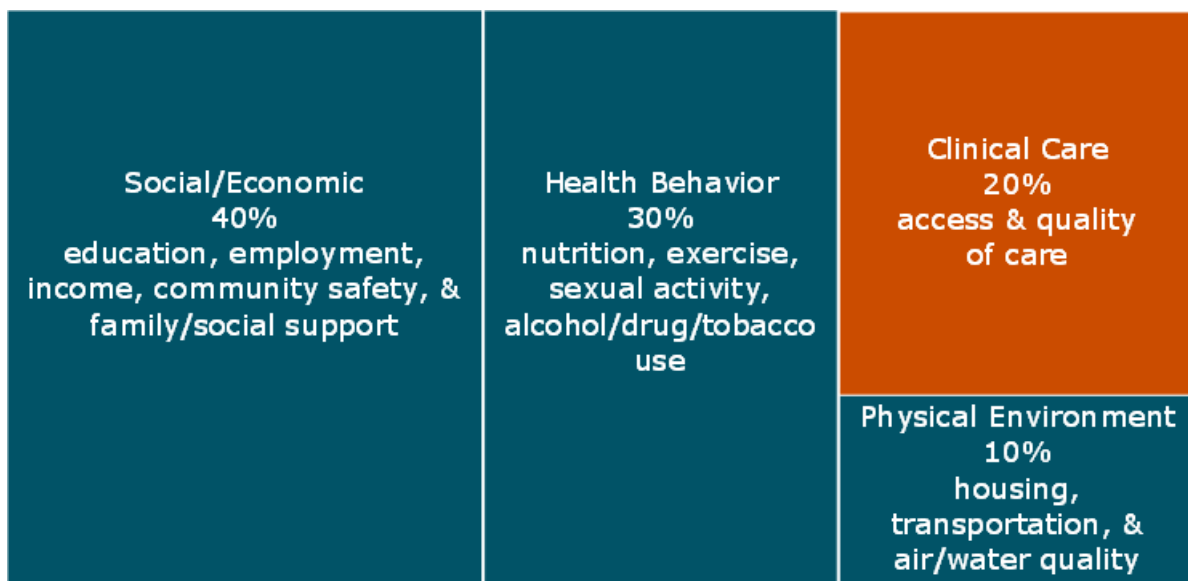 Social/Economic
40%
education, employment,
income, community safety, &
family/social support
Health Behavior
30%
nutrition, exercise,
sexual activity,
alcohol/drug/tobacco
use
Clinical Care
20%
access & quality
of care
Physical Environment
10%
housing,
transportation, &
air/water quality